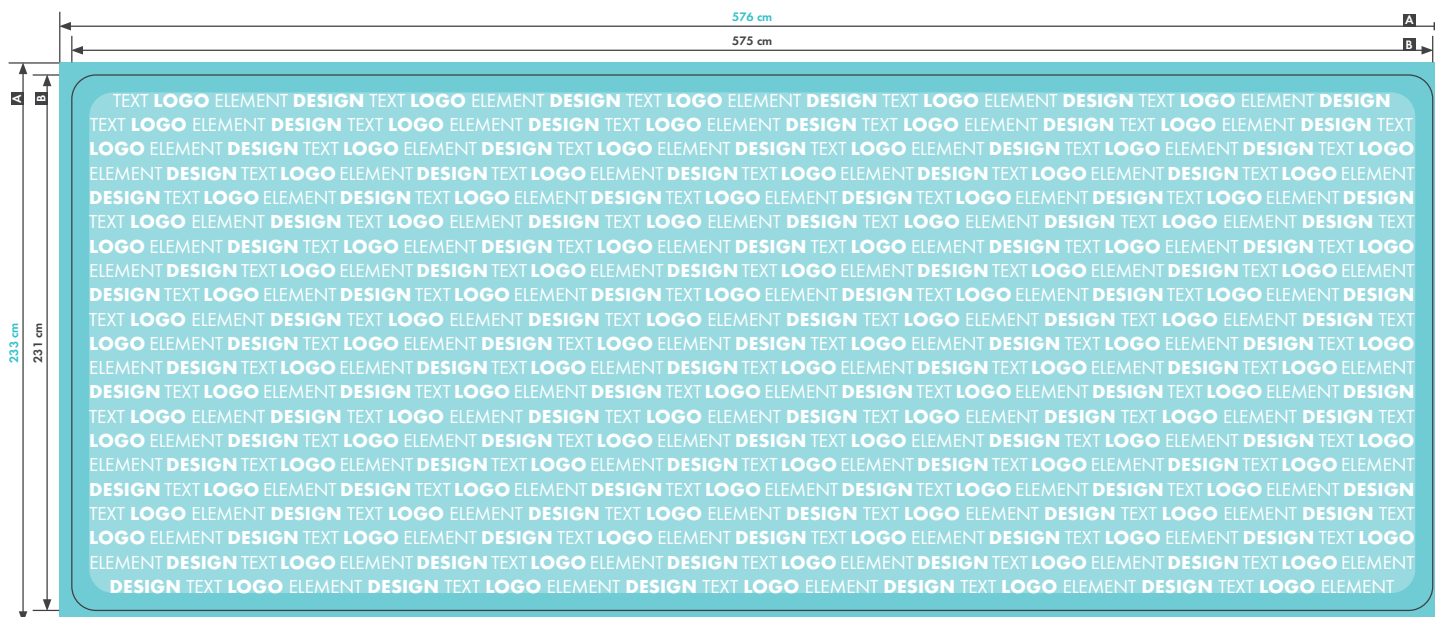 576 cm
A
575 cm
B
A
B
233 cm
231 cm
TEXT LOGO ELEMENT DESIGN TEXT LOGO ELEMENT DESIGN TEXT LOGO ELEMENT DESIGN TEXT LOGO ELEMENT DESIGN TEXT LOGO ELEMENT DESIGN
TEXT LOGO ELEMENT DESIGN TEXT LOGO ELEMENT DESIGN TEXT LOGO ELEMENT DESIGN TEXT LOGO ELEMENT DESIGN TEXT LOGO ELEMENT DESIGN TEXT
LOGO ELEMENT DESIGN TEXT LOGO ELEMENT DESIGN TEXT LOGO ELEMENT DESIGN TEXT LOGO ELEMENT DESIGN TEXT LOGO ELEMENT DESIGN TEXT LOGO
ELEMENT DESIGN TEXT LOGO ELEMENT DESIGN TEXT LOGO ELEMENT DESIGN TEXT LOGO ELEMENT DESIGN TEXT LOGO ELEMENT DESIGN TEXT LOGO ELEMENT
DESIGN TEXT LOGO ELEMENT DESIGN TEXT LOGO ELEMENT DESIGN TEXT LOGO ELEMENT DESIGN TEXT LOGO ELEMENT DESIGN TEXT LOGO ELEMENT DESIGN
TEXT LOGO ELEMENT DESIGN TEXT LOGO ELEMENT DESIGN TEXT LOGO ELEMENT DESIGN TEXT LOGO ELEMENT DESIGN TEXT LOGO ELEMENT DESIGN TEXT
LOGO ELEMENT DESIGN TEXT LOGO ELEMENT DESIGN TEXT LOGO ELEMENT DESIGN TEXT LOGO ELEMENT DESIGN TEXT LOGO ELEMENT DESIGN TEXT LOGO
ELEMENT DESIGN TEXT LOGO ELEMENT DESIGN TEXT LOGO ELEMENT DESIGN TEXT LOGO ELEMENT DESIGN TEXT LOGO ELEMENT DESIGN TEXT LOGO ELEMENT
DESIGN TEXT LOGO ELEMENT DESIGN TEXT LOGO ELEMENT DESIGN TEXT LOGO ELEMENT DESIGN TEXT LOGO ELEMENT DESIGN TEXT LOGO ELEMENT DESIGN
TEXT LOGO ELEMENT DESIGN TEXT LOGO ELEMENT DESIGN TEXT LOGO ELEMENT DESIGN TEXT LOGO ELEMENT DESIGN TEXT LOGO ELEMENT DESIGN TEXT
LOGO ELEMENT DESIGN TEXT LOGO ELEMENT DESIGN TEXT LOGO ELEMENT DESIGN TEXT LOGO ELEMENT DESIGN TEXT LOGO ELEMENT DESIGN TEXT LOGO
ELEMENT DESIGN TEXT LOGO ELEMENT DESIGN TEXT LOGO ELEMENT DESIGN TEXT LOGO ELEMENT DESIGN TEXT LOGO ELEMENT DESIGN TEXT LOGO ELEMENT
DESIGN TEXT LOGO ELEMENT DESIGN TEXT LOGO ELEMENT DESIGN TEXT LOGO ELEMENT DESIGN TEXT LOGO ELEMENT DESIGN TEXT LOGO ELEMENT DESIGN
TEXT LOGO ELEMENT DESIGN TEXT LOGO ELEMENT DESIGN TEXT LOGO ELEMENT DESIGN TEXT LOGO ELEMENT DESIGN TEXT LOGO ELEMENT DESIGN TEXT
LOGO ELEMENT DESIGN TEXT LOGO ELEMENT DESIGN TEXT LOGO ELEMENT DESIGN TEXT LOGO ELEMENT DESIGN TEXT LOGO ELEMENT DESIGN TEXT LOGO
ELEMENT DESIGN TEXT LOGO ELEMENT DESIGN TEXT LOGO ELEMENT DESIGN TEXT LOGO ELEMENT DESIGN TEXT LOGO ELEMENT DESIGN TEXT LOGO ELEMENT
DESIGN TEXT LOGO ELEMENT DESIGN TEXT LOGO ELEMENT DESIGN TEXT LOGO ELEMENT DESIGN TEXT LOGO ELEMENT DESIGN TEXT LOGO ELEMENT DESIGN
TEXT LOGO ELEMENT DESIGN TEXT LOGO ELEMENT DESIGN TEXT LOGO ELEMENT DESIGN TEXT LOGO ELEMENT DESIGN TEXT LOGO ELEMENT DESIGN TEXT
LOGO ELEMENT DESIGN TEXT LOGO ELEMENT DESIGN TEXT LOGO ELEMENT DESIGN TEXT LOGO ELEMENT DESIGN TEXT LOGO ELEMENT DESIGN TEXT LOGO
ELEMENT DESIGN TEXT LOGO ELEMENT DESIGN TEXT LOGO ELEMENT DESIGN TEXT LOGO ELEMENT DESIGN TEXT LOGO ELEMENT DESIGN TEXT LOGO ELEMENT
DESIGN TEXT LOGO ELEMENT DESIGN TEXT LOGO ELEMENT DESIGN TEXT LOGO ELEMENT DESIGN TEXT LOGO ELEMENT DESIGN TEXT LOGO ELEMENT